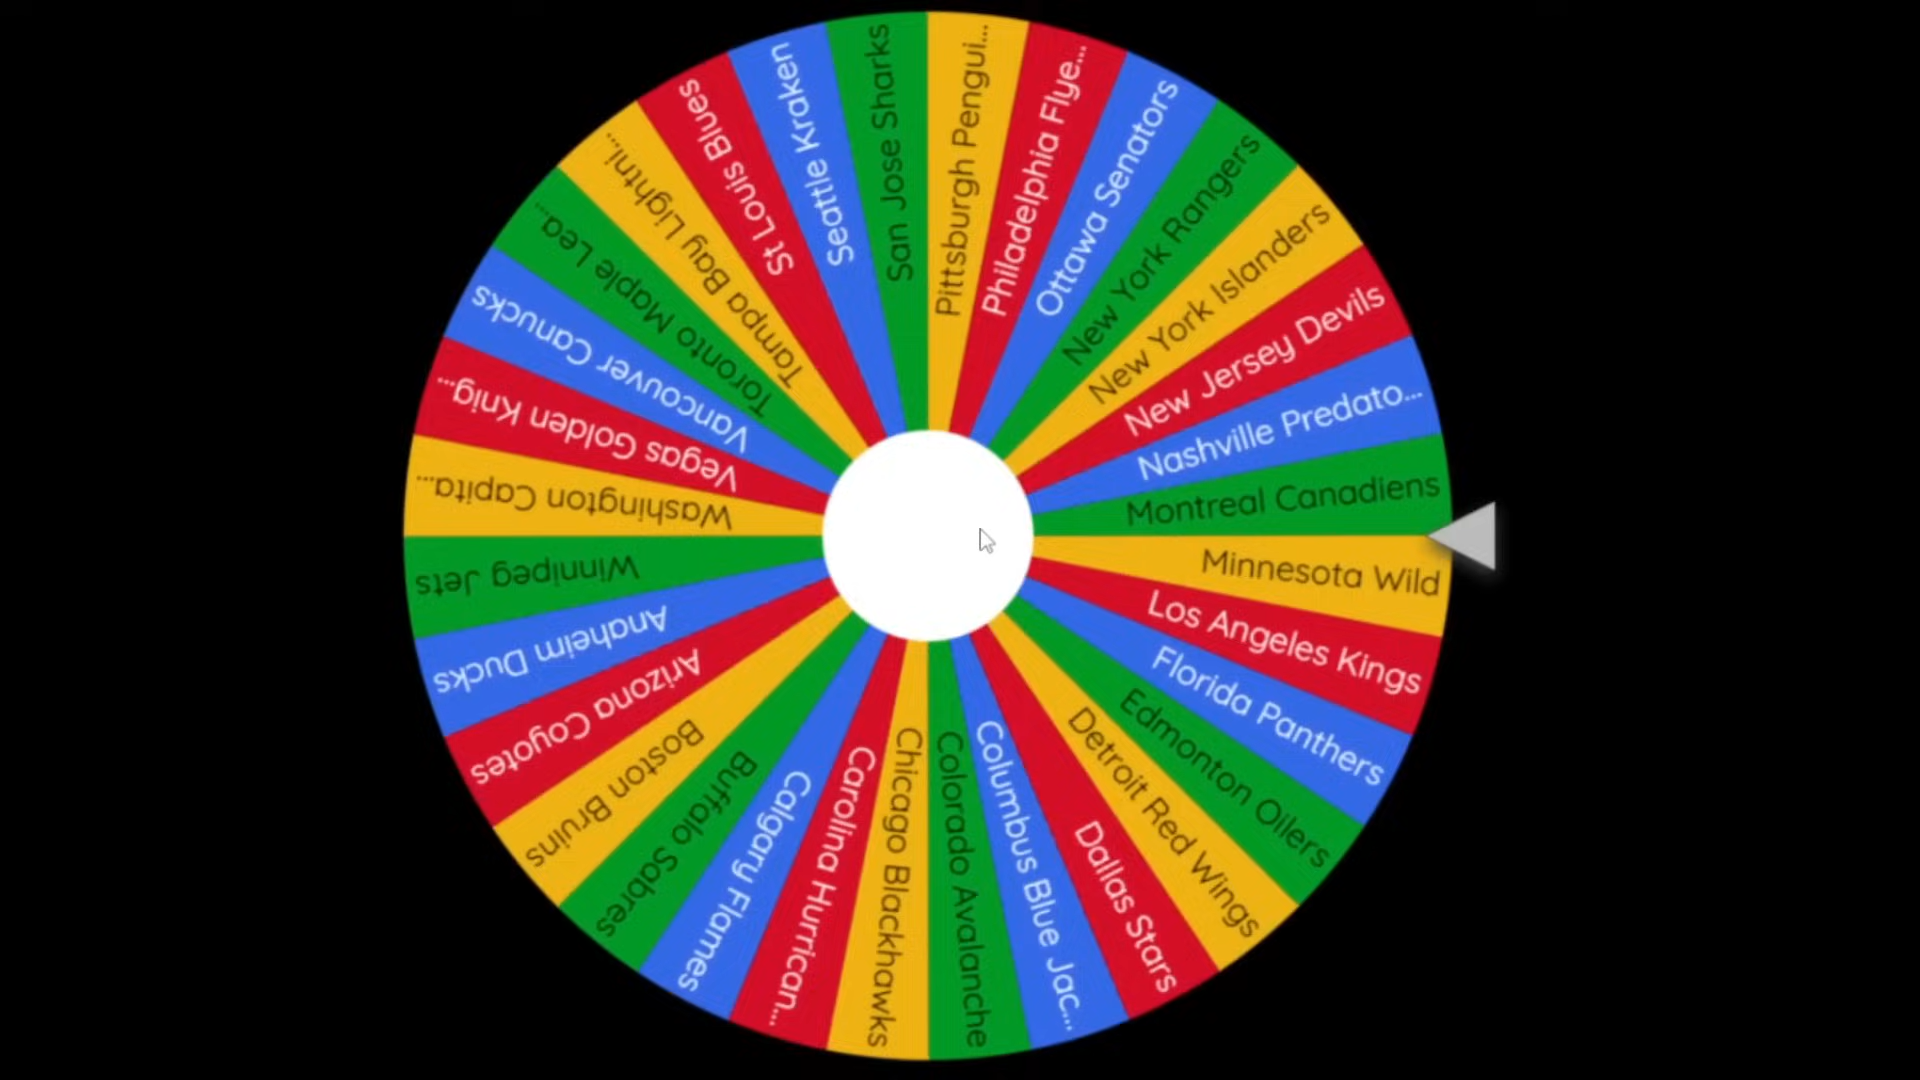 San Jose Sharks
Pittsburgh Pengui...
Philadelphia Flye...
Ottawa Senators
New York Rangers
New York Islanders
New Jersey Devils
Nashville Predato...
Montreal Canadiens
Minnesota Wild
Los Angeles Kings
Florida Panthers
Edmonton Oilers
Detroit Red Wings
Dallas Stars
Columbus Blue Jac...
Colorado Avalanche
Chicago Blackhawks
Carolina Hurrican...
Calgary Flames
Buffalo Sabres
Boston Bruins
Arizona Coyotes
Anaheim Ducks
Winnipeg Jets
Washington Capita...
Vegas Golden Knig...
Vancouver Canucks
Toronto Maple Lea...
Tampa Bay Lightni...
St Louis Blues
Seattle Kraken